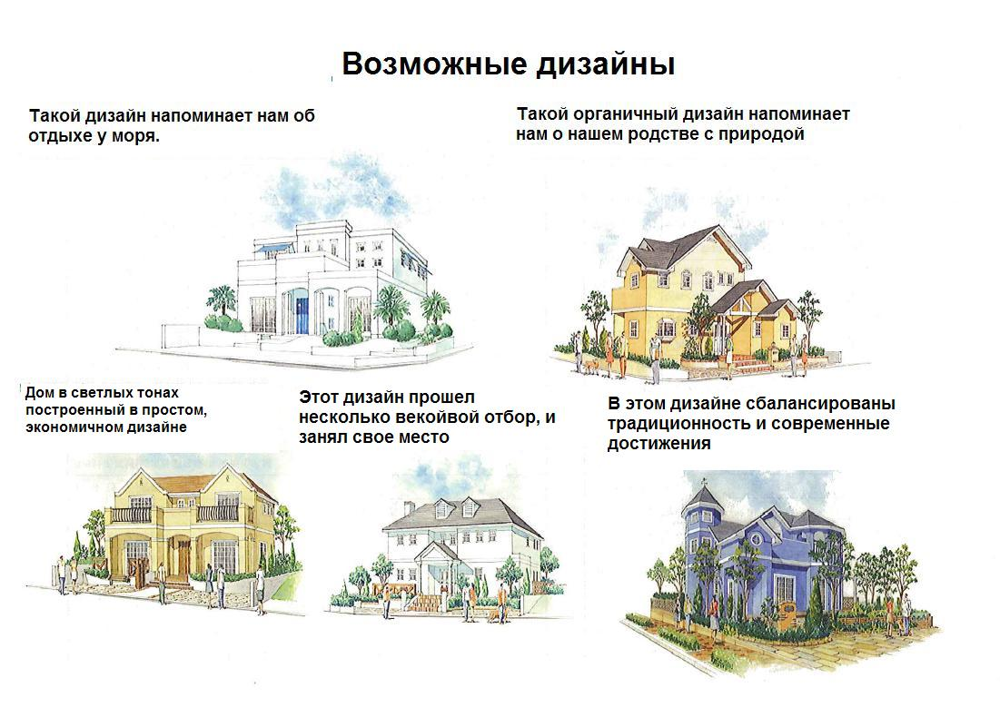 Возможные дизайны
Такой дизайн напоминает нам об
отдыхе у моря.
Такой органичный дизайн напоминает
нам о нашем родстве с природой
Дом в светлых тонах
построенный в простом,
экономичном дизайне
Этот дизайн прошел
несколько векойвой отбор, и
занял свое место
В этом дизайне сбалансированы
традиционность и современные
достижения